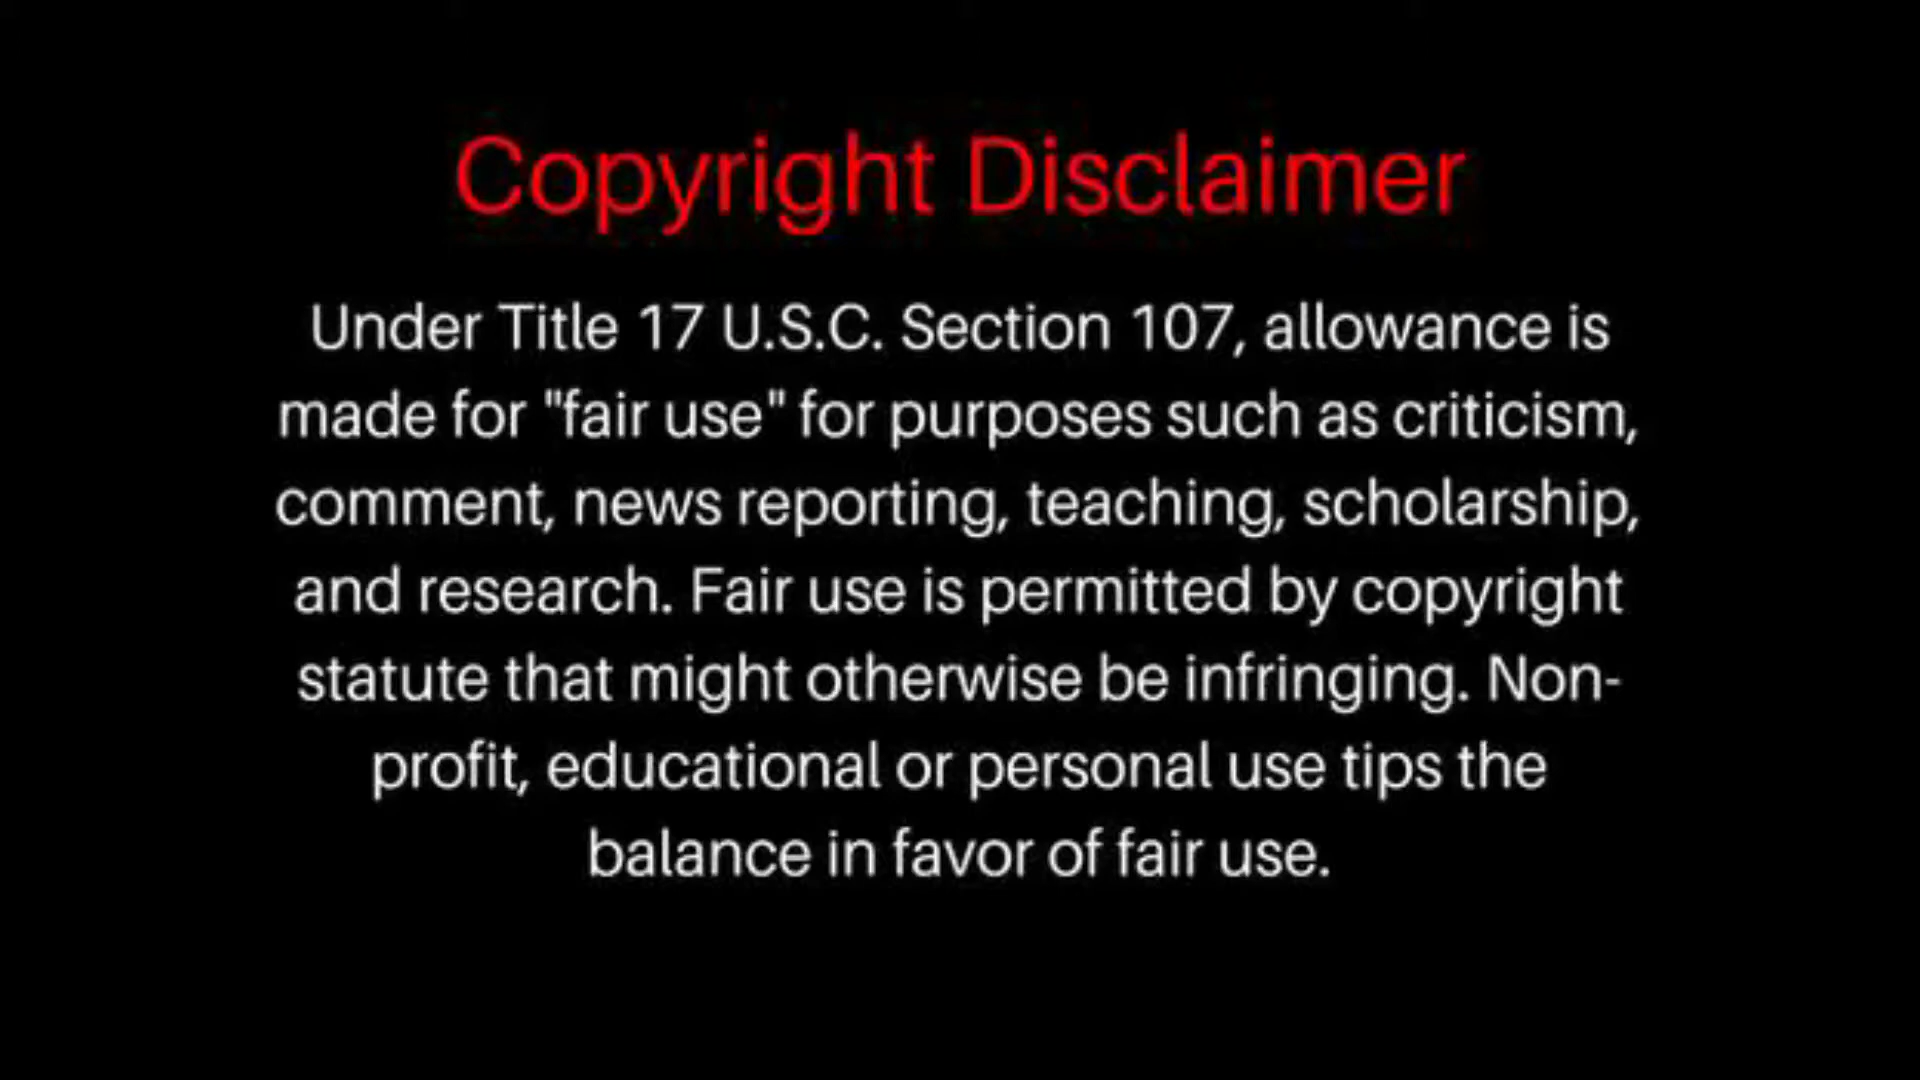 Copyright Disclaimer
Under Title 17 U.S.C. Section 107, allowance is
made for "fair use" for purposes such as criticism,
comment, news reporting, teaching, scholarship,
and research. Fair use is permitted by copyright
statute that might otherwise be infringing. Non-
profit, educational or personal use tips the
balance in favor of fair use.